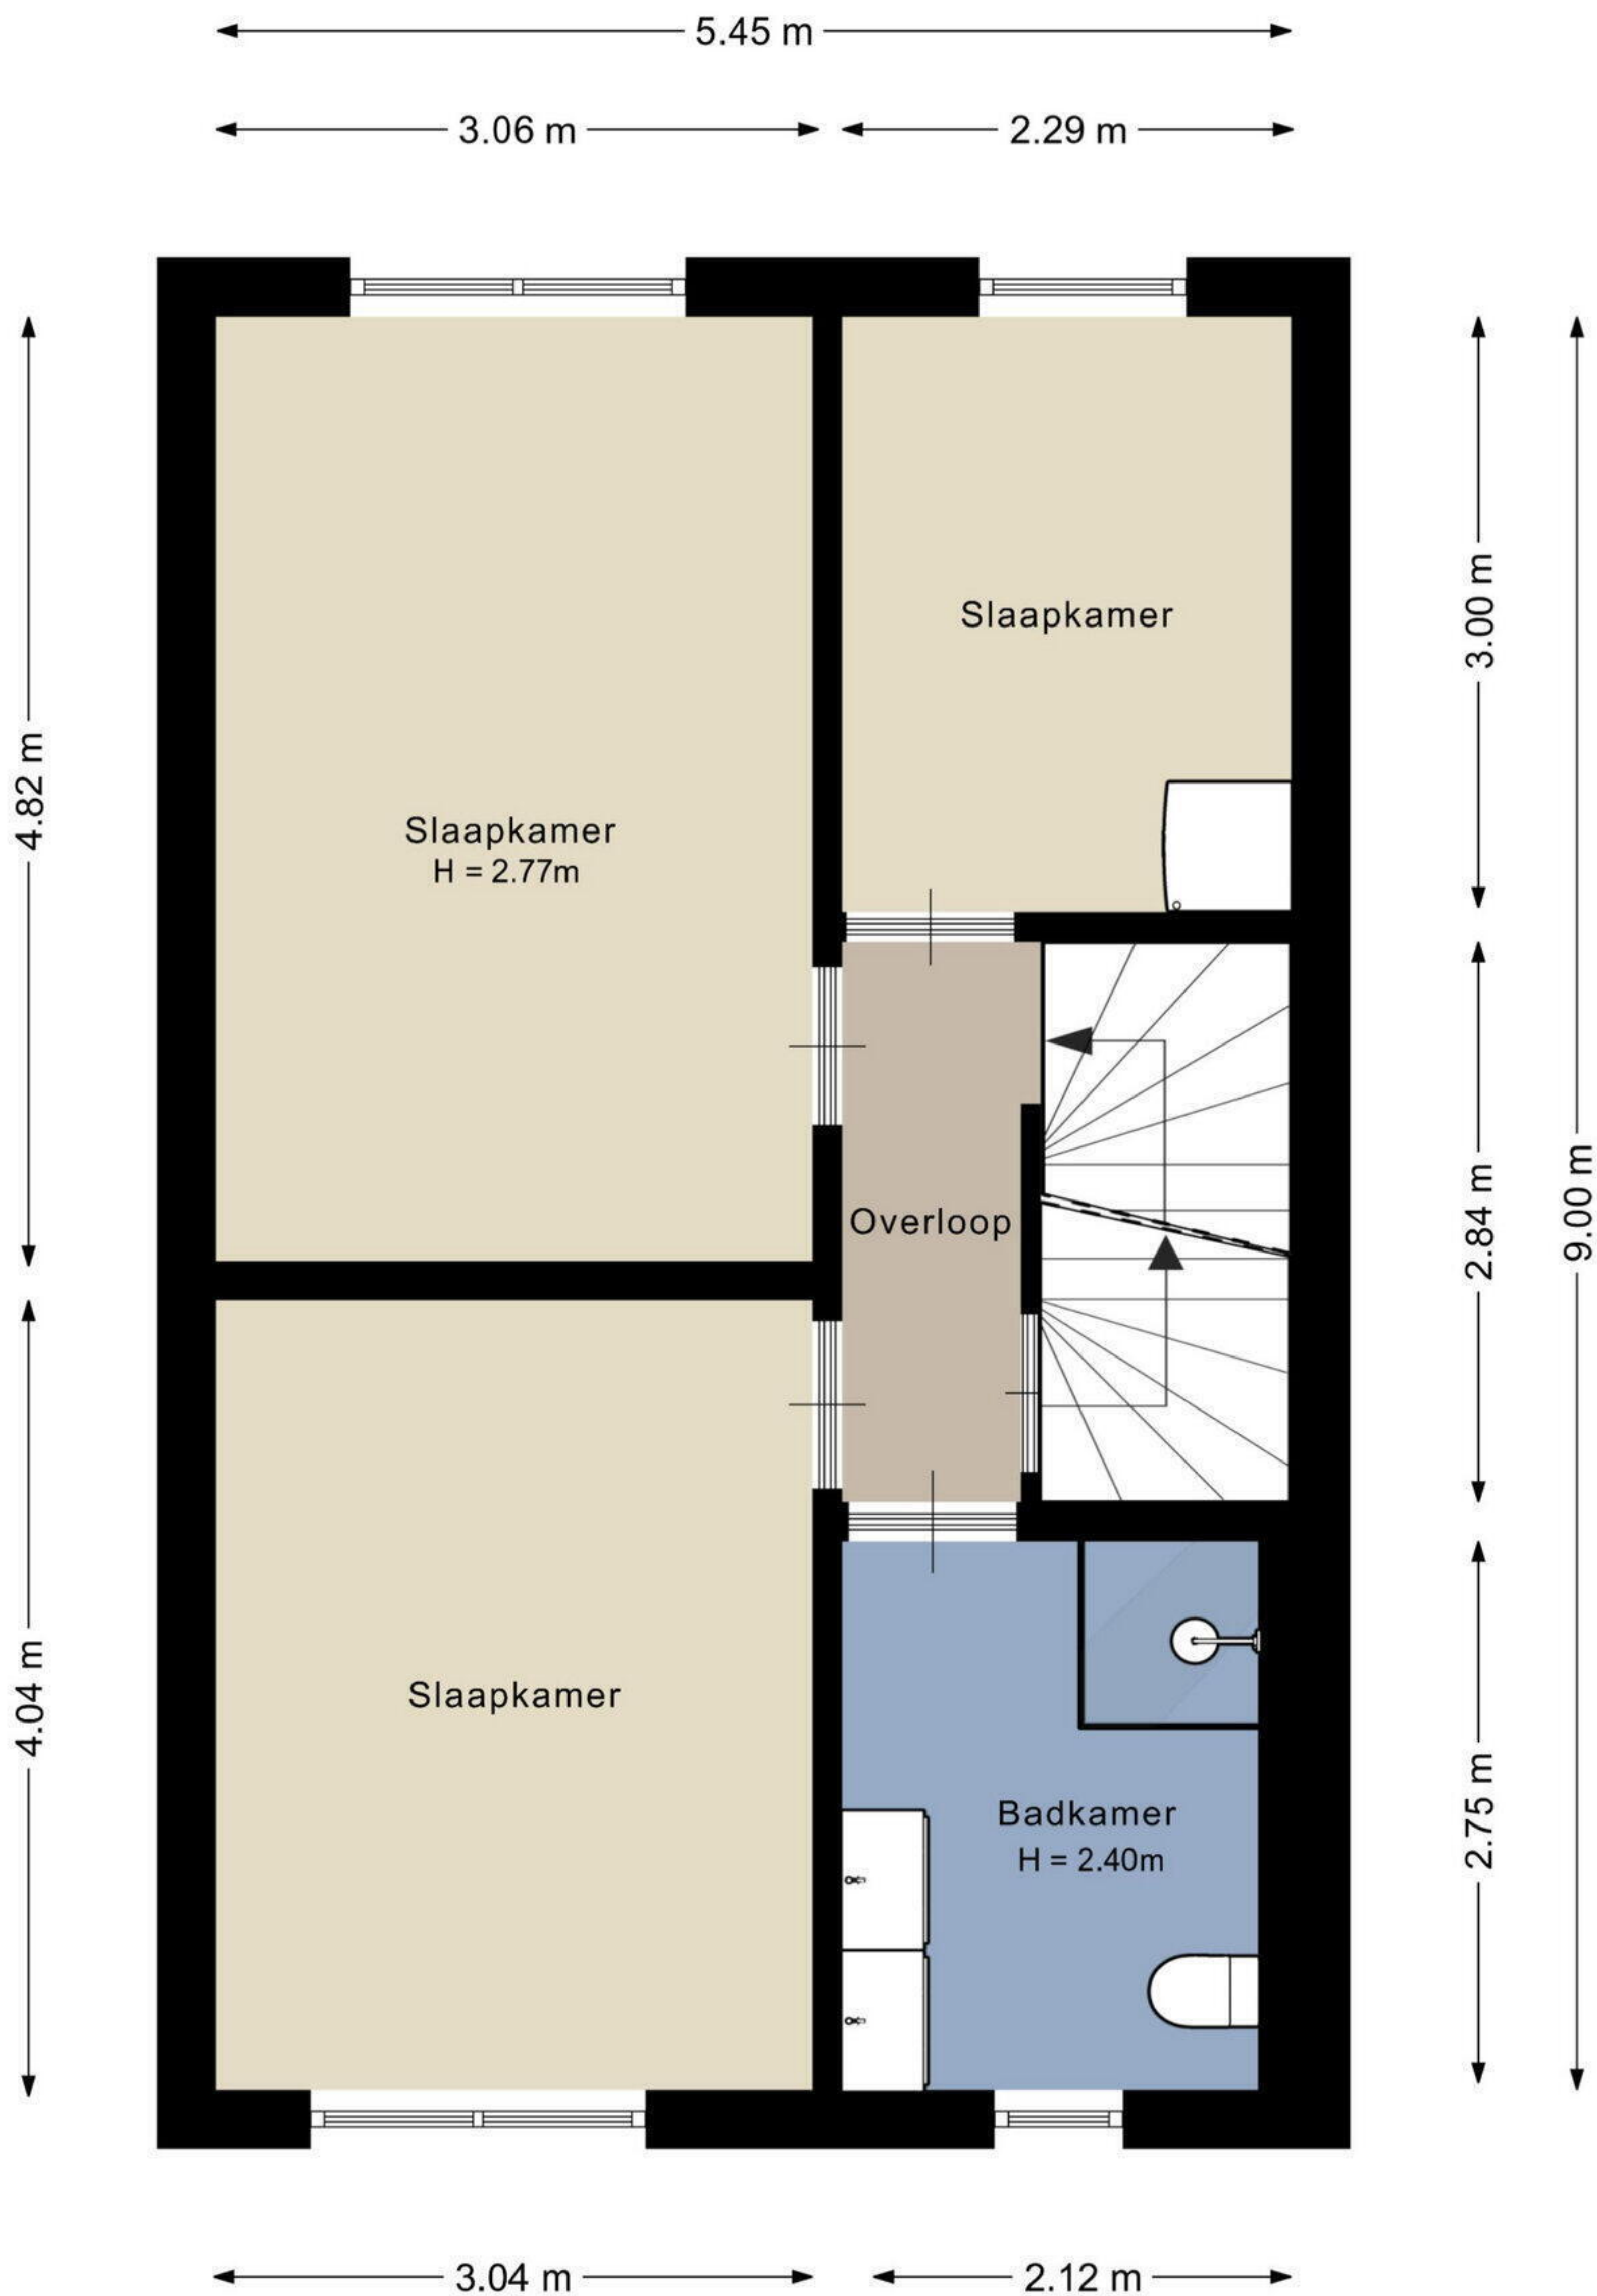 5.45 m
3.06 m
2.29 m
Slaapkamer
3.00 m
4.82 m
Slaapkamer
H = 2.77m
Overloop
2.84 m
9.00 m
Slaapkamer
4.04 m
Badkamer
H = 2.40m
2.75 m
3.04 m
2.12 m